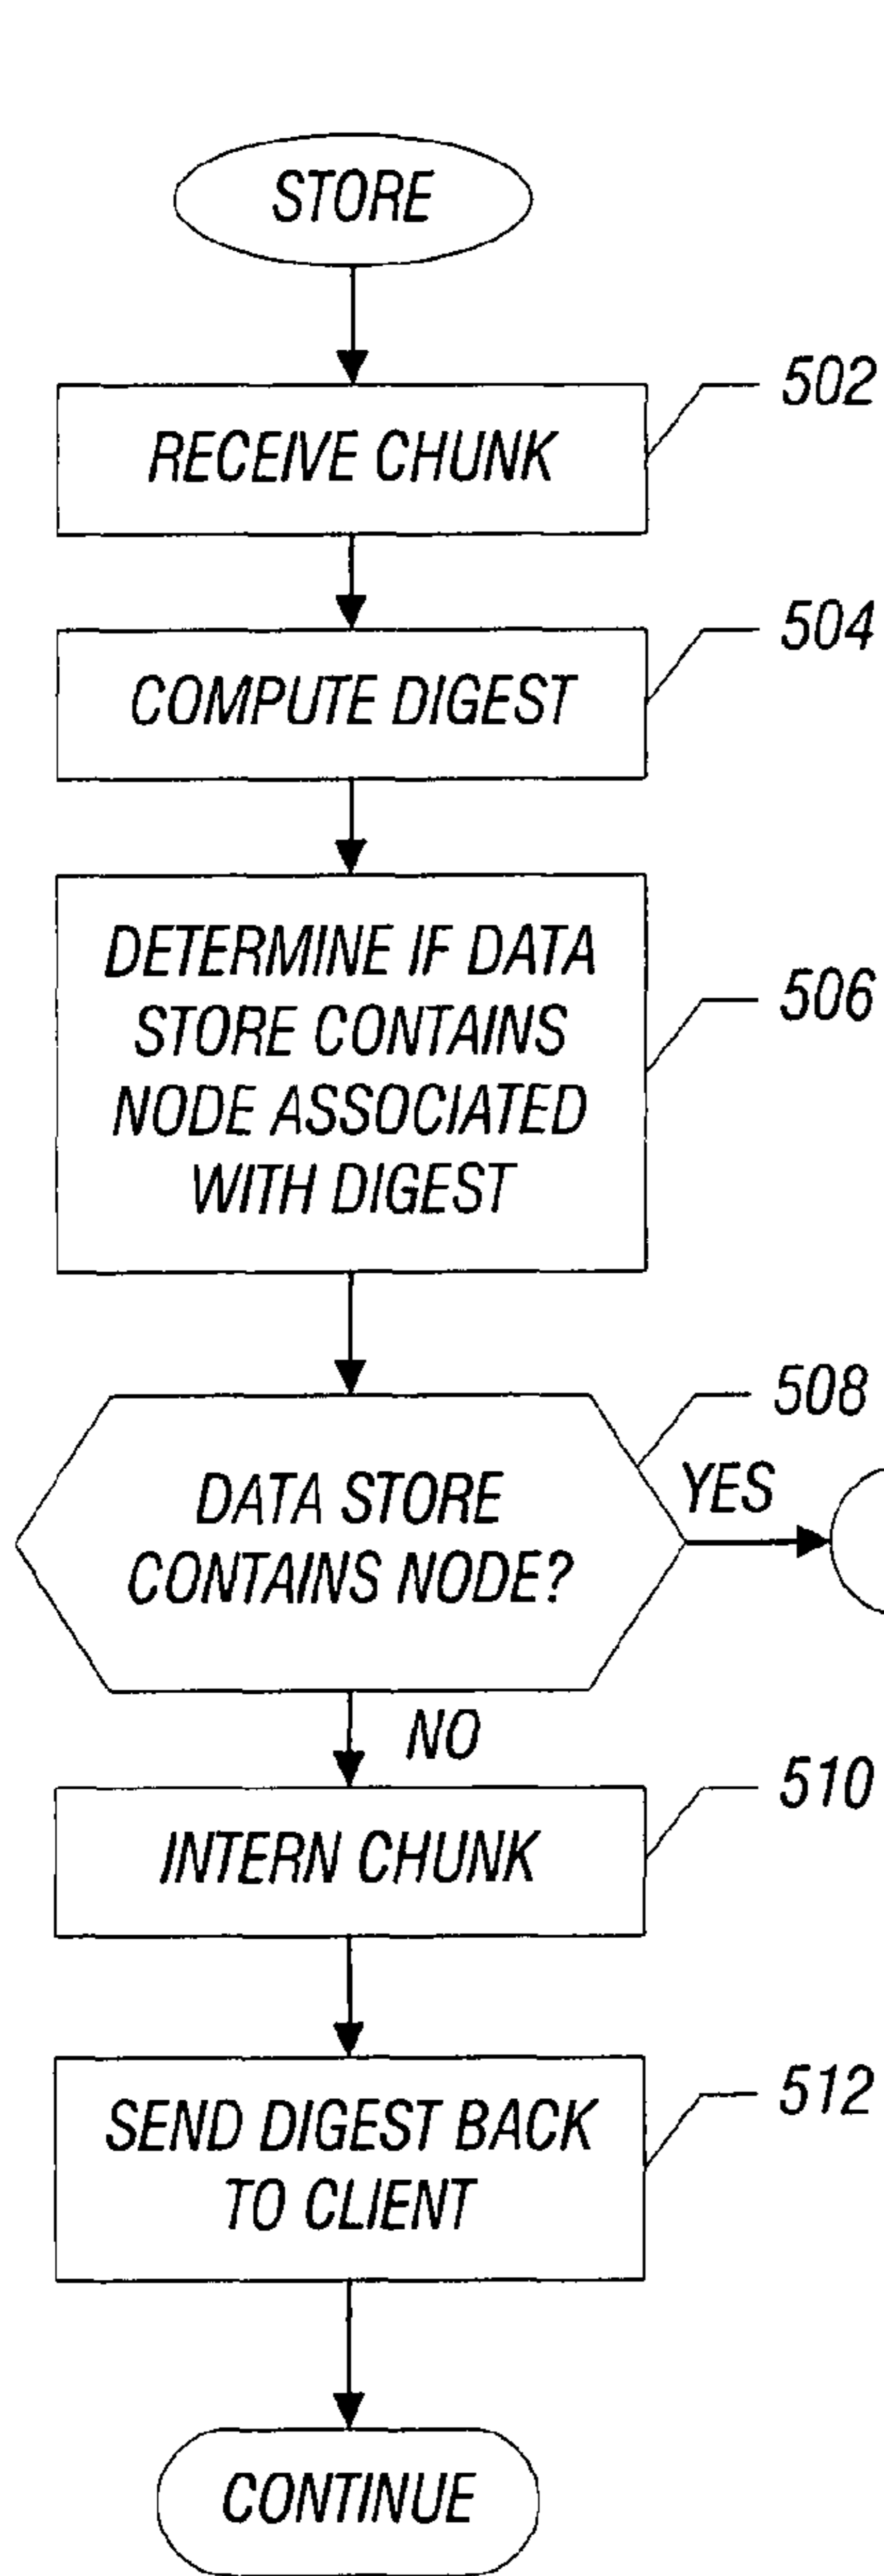 STORE
502
RECEIVE CHUNK
504
COMPUTE DIGEST
506
DETERMINE IF DATA
STORE CONTAINS
NODE ASSOCIATED
WITH DIGEST
508
DATA STORE
CONTAINS NODE?
YES
NO
510
INTERN CHUNK
512
SEND DIGEST BACK
TO CLIENT
CONTINUE